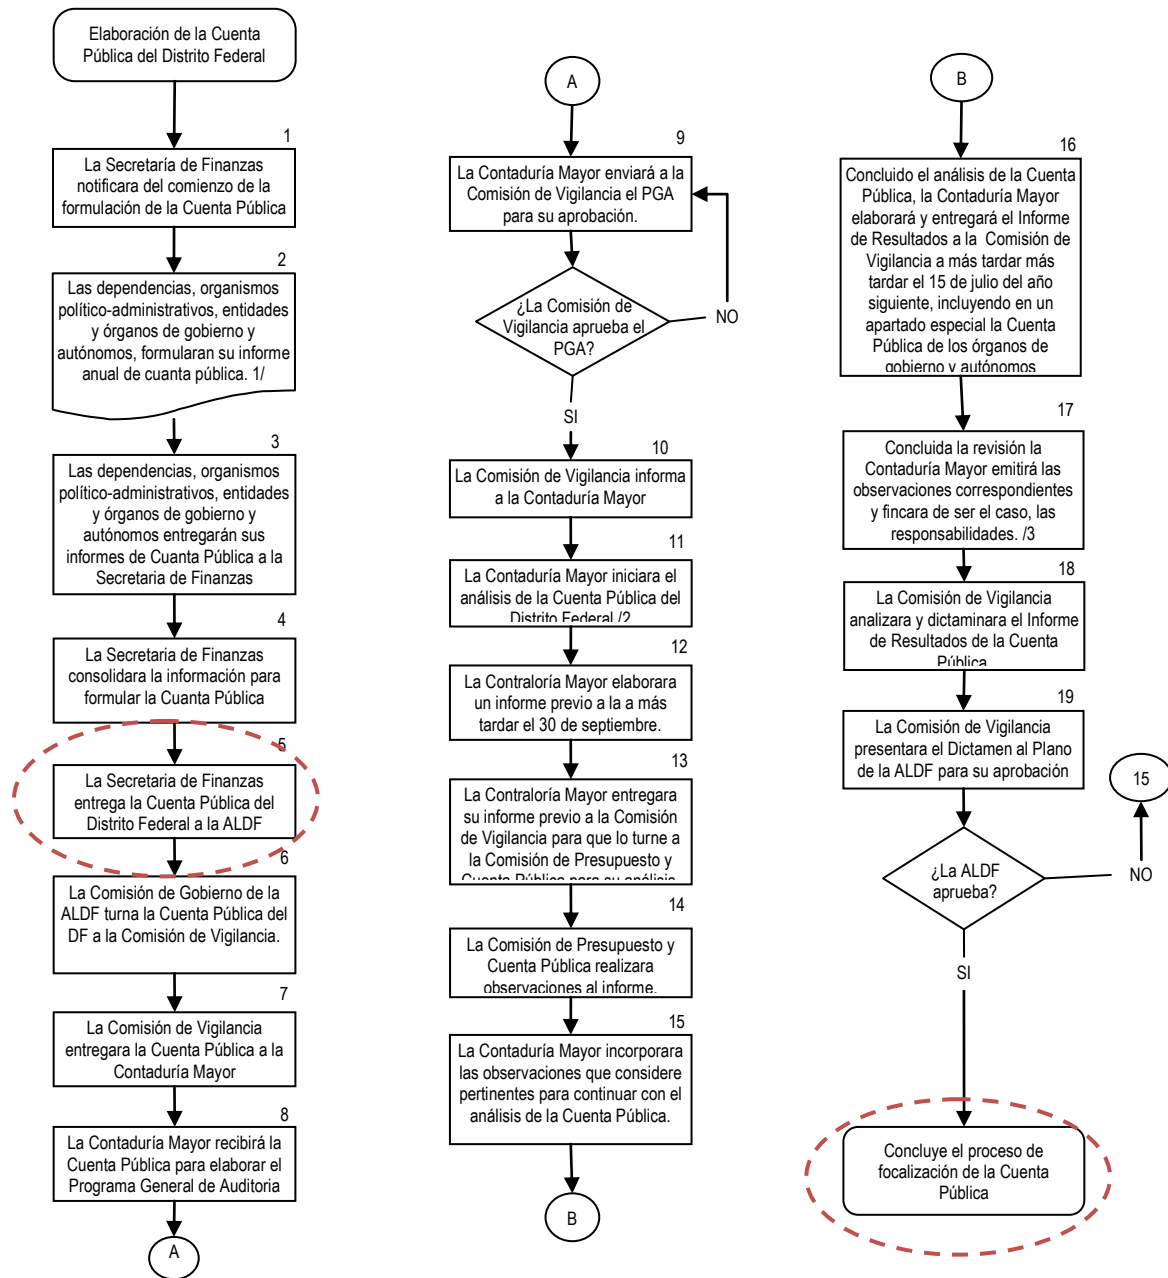 Elaboración de la Cuenta
Pública del Distrito Federal
1
La Secretaría de Finanzas
notificara del comienzo de la
formulación de la Cuenta Pública
2
Las dependencias, organismos
político-administrativos, entidades
y órganos de gobierno y
autónomos, formularan su informe
anual de cuanta pública. 1/
3
Las dependencias, organismos
político-administrativos, entidades
y órganos de gobierno y
autónomos entregarán sus
informes de Cuanta Pública a la
Secretaria de Finanzas
4
La Secretaria de Finanzas
consolidara la información para
formular la Cuanta Pública
5
La Secretaria de Finanzas
entrega la Cuenta Pública del
Distrito Federal a la ALDF
6
La Comisión de Gobierno de la
ALDF turna la Cuenta Pública del
DF a la Comisión de Vigilancia.
7
La Comisión de Vigilancia
entregara la Cuenta Pública a la
Contaduría Mayor
8
La Contaduría Mayor recibirá la
Cuenta Pública para elaborar el
Programa General de Auditoria
A
A
9
La Contaduría Mayor enviará a la
Comisión de Vigilancia el PGA
para su aprobación.
¿La Comisión de
Vigilancia aprueba el
PGA?
NO
SI
10
La Comisión de Vigilancia informa
a la Contaduría Mayor
11
La Contaduría Mayor iniciara el
análisis de la Cuenta Pública del
Distrito Federal /2
12
La Contraloría Mayor elaborara
un informe previo a la a más
tardar el 30 de septiembre.
13
La Contraloría Mayor entregara
su informe previo a la Comisión
de Vigilancia para que lo turne a
la Comisión de Presupuesto y
Cuenta Pública para su análisis
14
La Comisión de Presupuesto y
Cuenta Pública realizara
observaciones al informe.
15
La Contaduría Mayor incorporara
las observaciones que considere
pertinentes para continuar con el
análisis de la Cuenta Pública.
B
B
16
Concluido el análisis de la Cuenta
Pública, la Contaduría Mayor
elaborará y entregará el Informe
de Resultados a la Comisión de
Vigilancia a más tardar más
tardar el 15 de julio del año
siguiente, incluyendo en un
apartado especial la Cuenta
Pública de los órganos de
gobierno y autónomos
17
Concluida la revisión la
Contaduría Mayor emitirá las
observaciones correspondientes
y fincara de ser el caso, las
responsabilidades. /3
18
La Comisión de Vigilancia
analizara y dictaminara el Informe
de Resultados de la Cuenta
Pública
19
La Comisión de Vigilancia
presentara el Dictamen al Plano
de la ALDF para su aprobación
15
¿La ALDF
aprueba?
NO
SI
Concluye el proceso de
focalización de la Cuenta
Pública